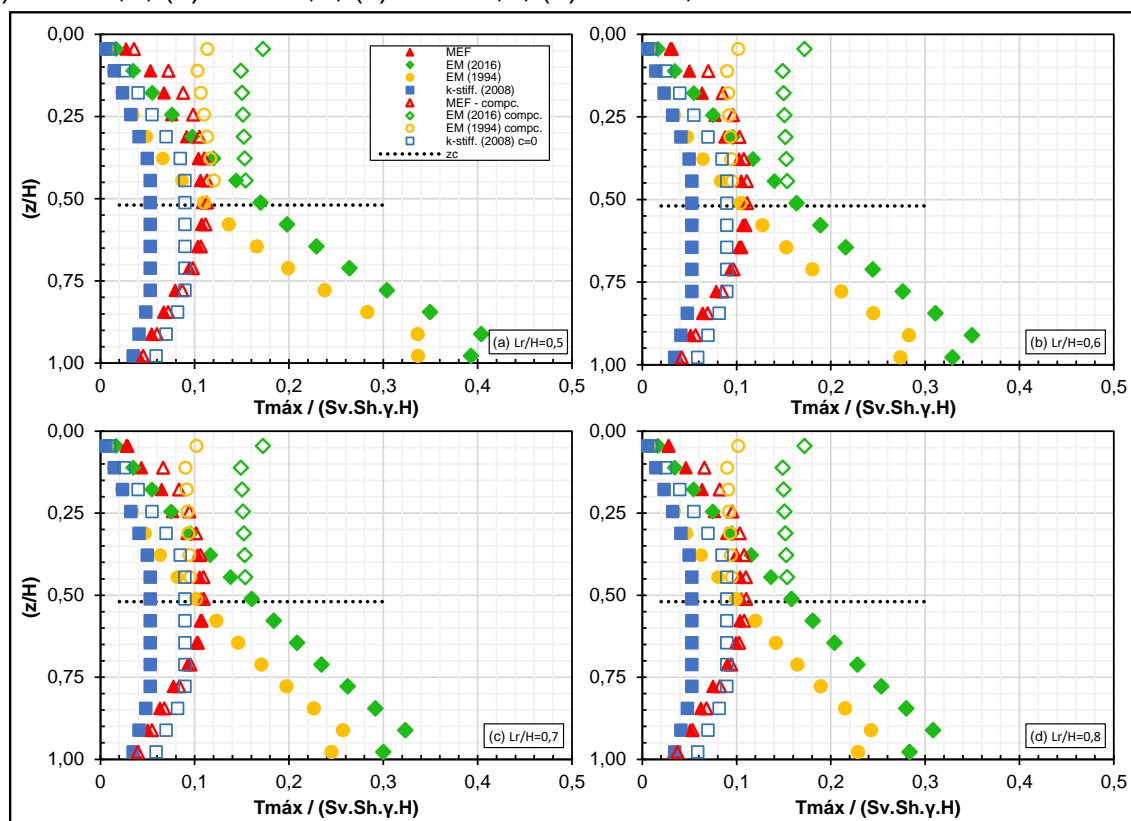 0,00
0,25
0,50
0,75
1,00
(z/H)
MEF
EM (2016)
EM (1994)
k-stiff. (2008)
MEF - compc.
EM (2016) compc.
EM (1994) compc.
k-stiff. (2008) c=0
zc
(a) Lr/H=0,5
0 0,1 0,2 0,3 0,4 0,5
Tmáx / (Sv.Sh.γ.H)
0,00
0,25
0,50
0,75
1,00
(b) Lr/H=0,6
0 0,1 0,2 0,3 0,4 0,5
Tmáx / (Sv.Sh.γ.H)
0,00
0,25
0,50
0,75
1,00
(z/H)
(c) Lr/H=0,7
0 0,1 0,2 0,3 0,4 0,5
Tmáx / (Sv.Sh.γ.H)
0,00
0,25
0,50
0,75
1,00
(d) Lr/H=0,8
0 0,1 0,2 0,3 0,4 0,5
Tmáx / (Sv.Sh.γ.H)